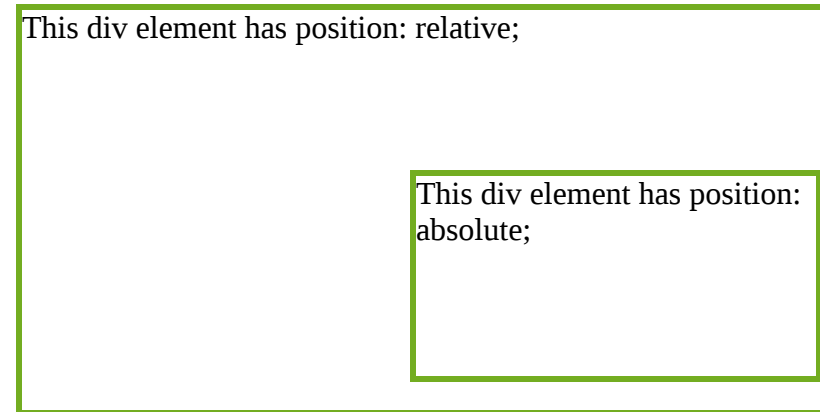 This div element has position: relative;
This div element has position:
absolute;